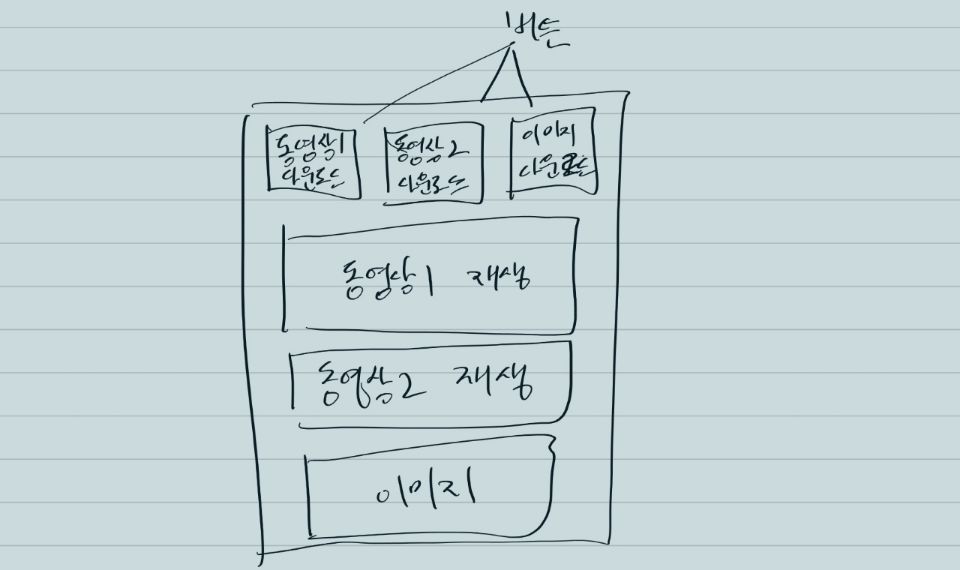 버튼
동영상1
다운로드
동영상2
다운로드
이미지
다운로드
동영상1 재생
동영상2 재생
이미지